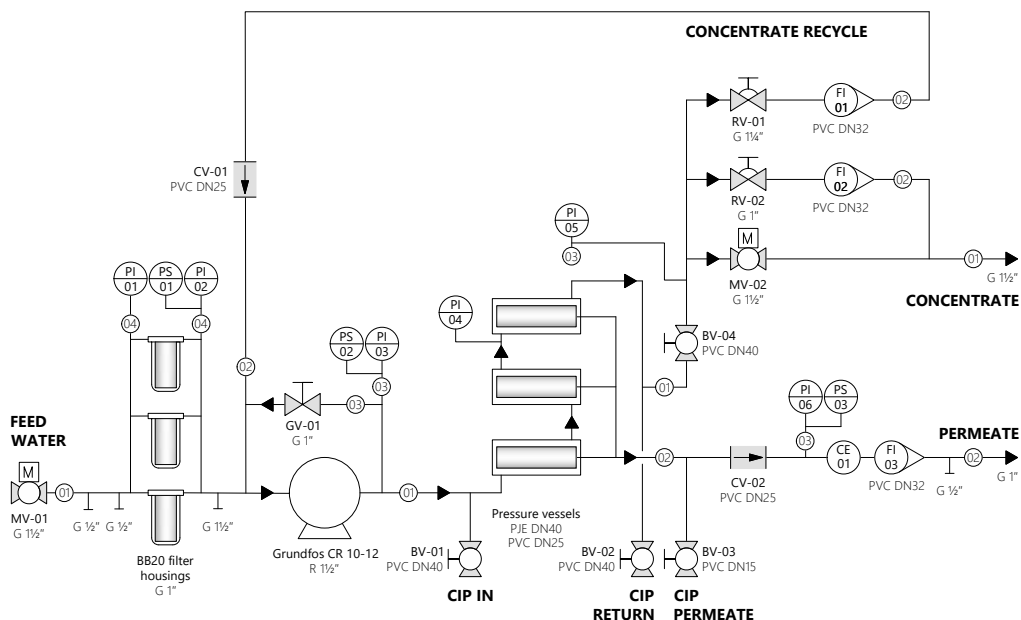 CONCENTRATE RECYCLE
FI
01
02
RV-01
G 1¼"
PVC DN32
CV-01
PVC DN25
FI
02
02
RV-02
G 1"
PVC DN32
PI
05
03
M
MV-02
G 1½"
01
G 1½"
CONCENTRATE
PI
01
PS
01
PI
02
04
04
PI
04
PS
02
PI
03
BV-04
PVC DN40
02
03
03
01
GV-01
G 1"
PI
06
PS
03
FEED
WATER
PERMEATE
03
02
CE
01
FI
03
02
G 1"
CV-02
PVC DN25
PVC DN32
G ½"
M
01
MV-01
G 1½"
G ½"
G ½"
G 1½"
01
Pressure vessels
PJE DN40
PVC DN25
BB20 filter
housings
G 1"
Grundfos CR 10-12
R 1½"
BV-01
PVC DN40
BV-02
PVC DN40
BV-03
PVC DN15
CIP IN
CIP
RETURN
CIP
PERMEATE